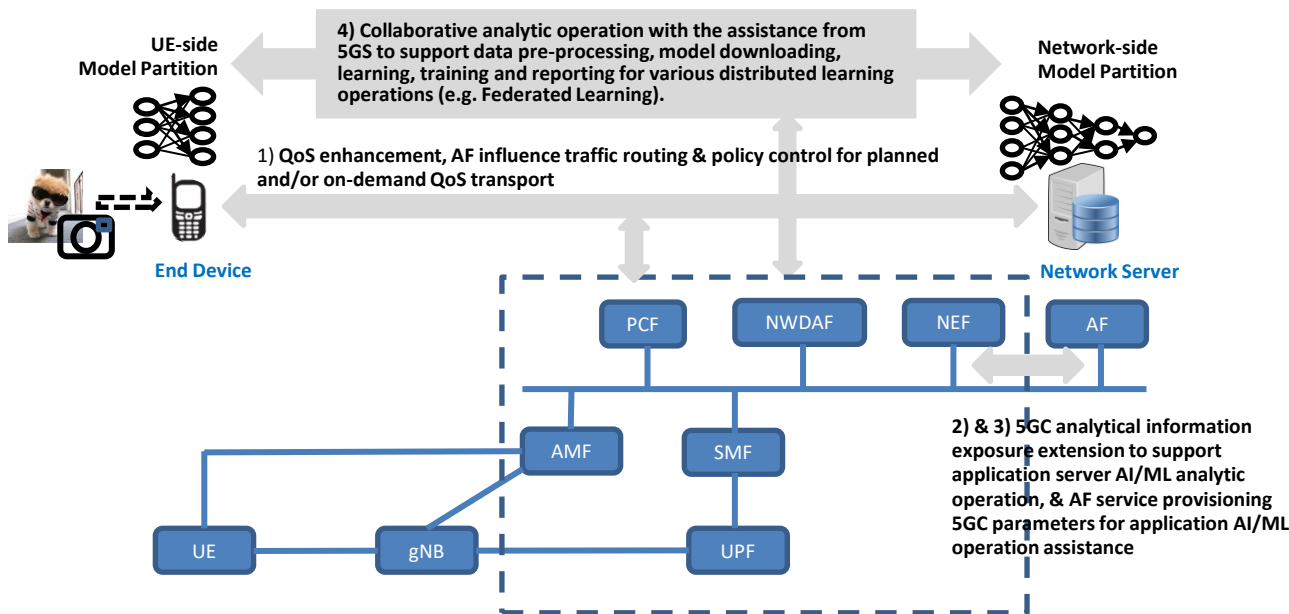 4) Collaborative analytic operation with the assistance from
5GS to support data pre-processing, model downloading,
learning, training and reporting for various distributed learning
operations (e.g. Federated Learning).
UE-side
Model Partition
Network-side
Model Partition
1) QoS enhancement, AF influence traffic routing & policy control for planned
and/or on-demand QoS transport
End Device
Network Server
PCF
NWDAF
NEF
AF
AMF
SMF
2) & 3) 5GC analytical information
exposure extension to support
application server AI/ML analytic
operation, & AF service provisioning
5GC parameters for application AI/ML
operation assistance
UE
gNB
UPF